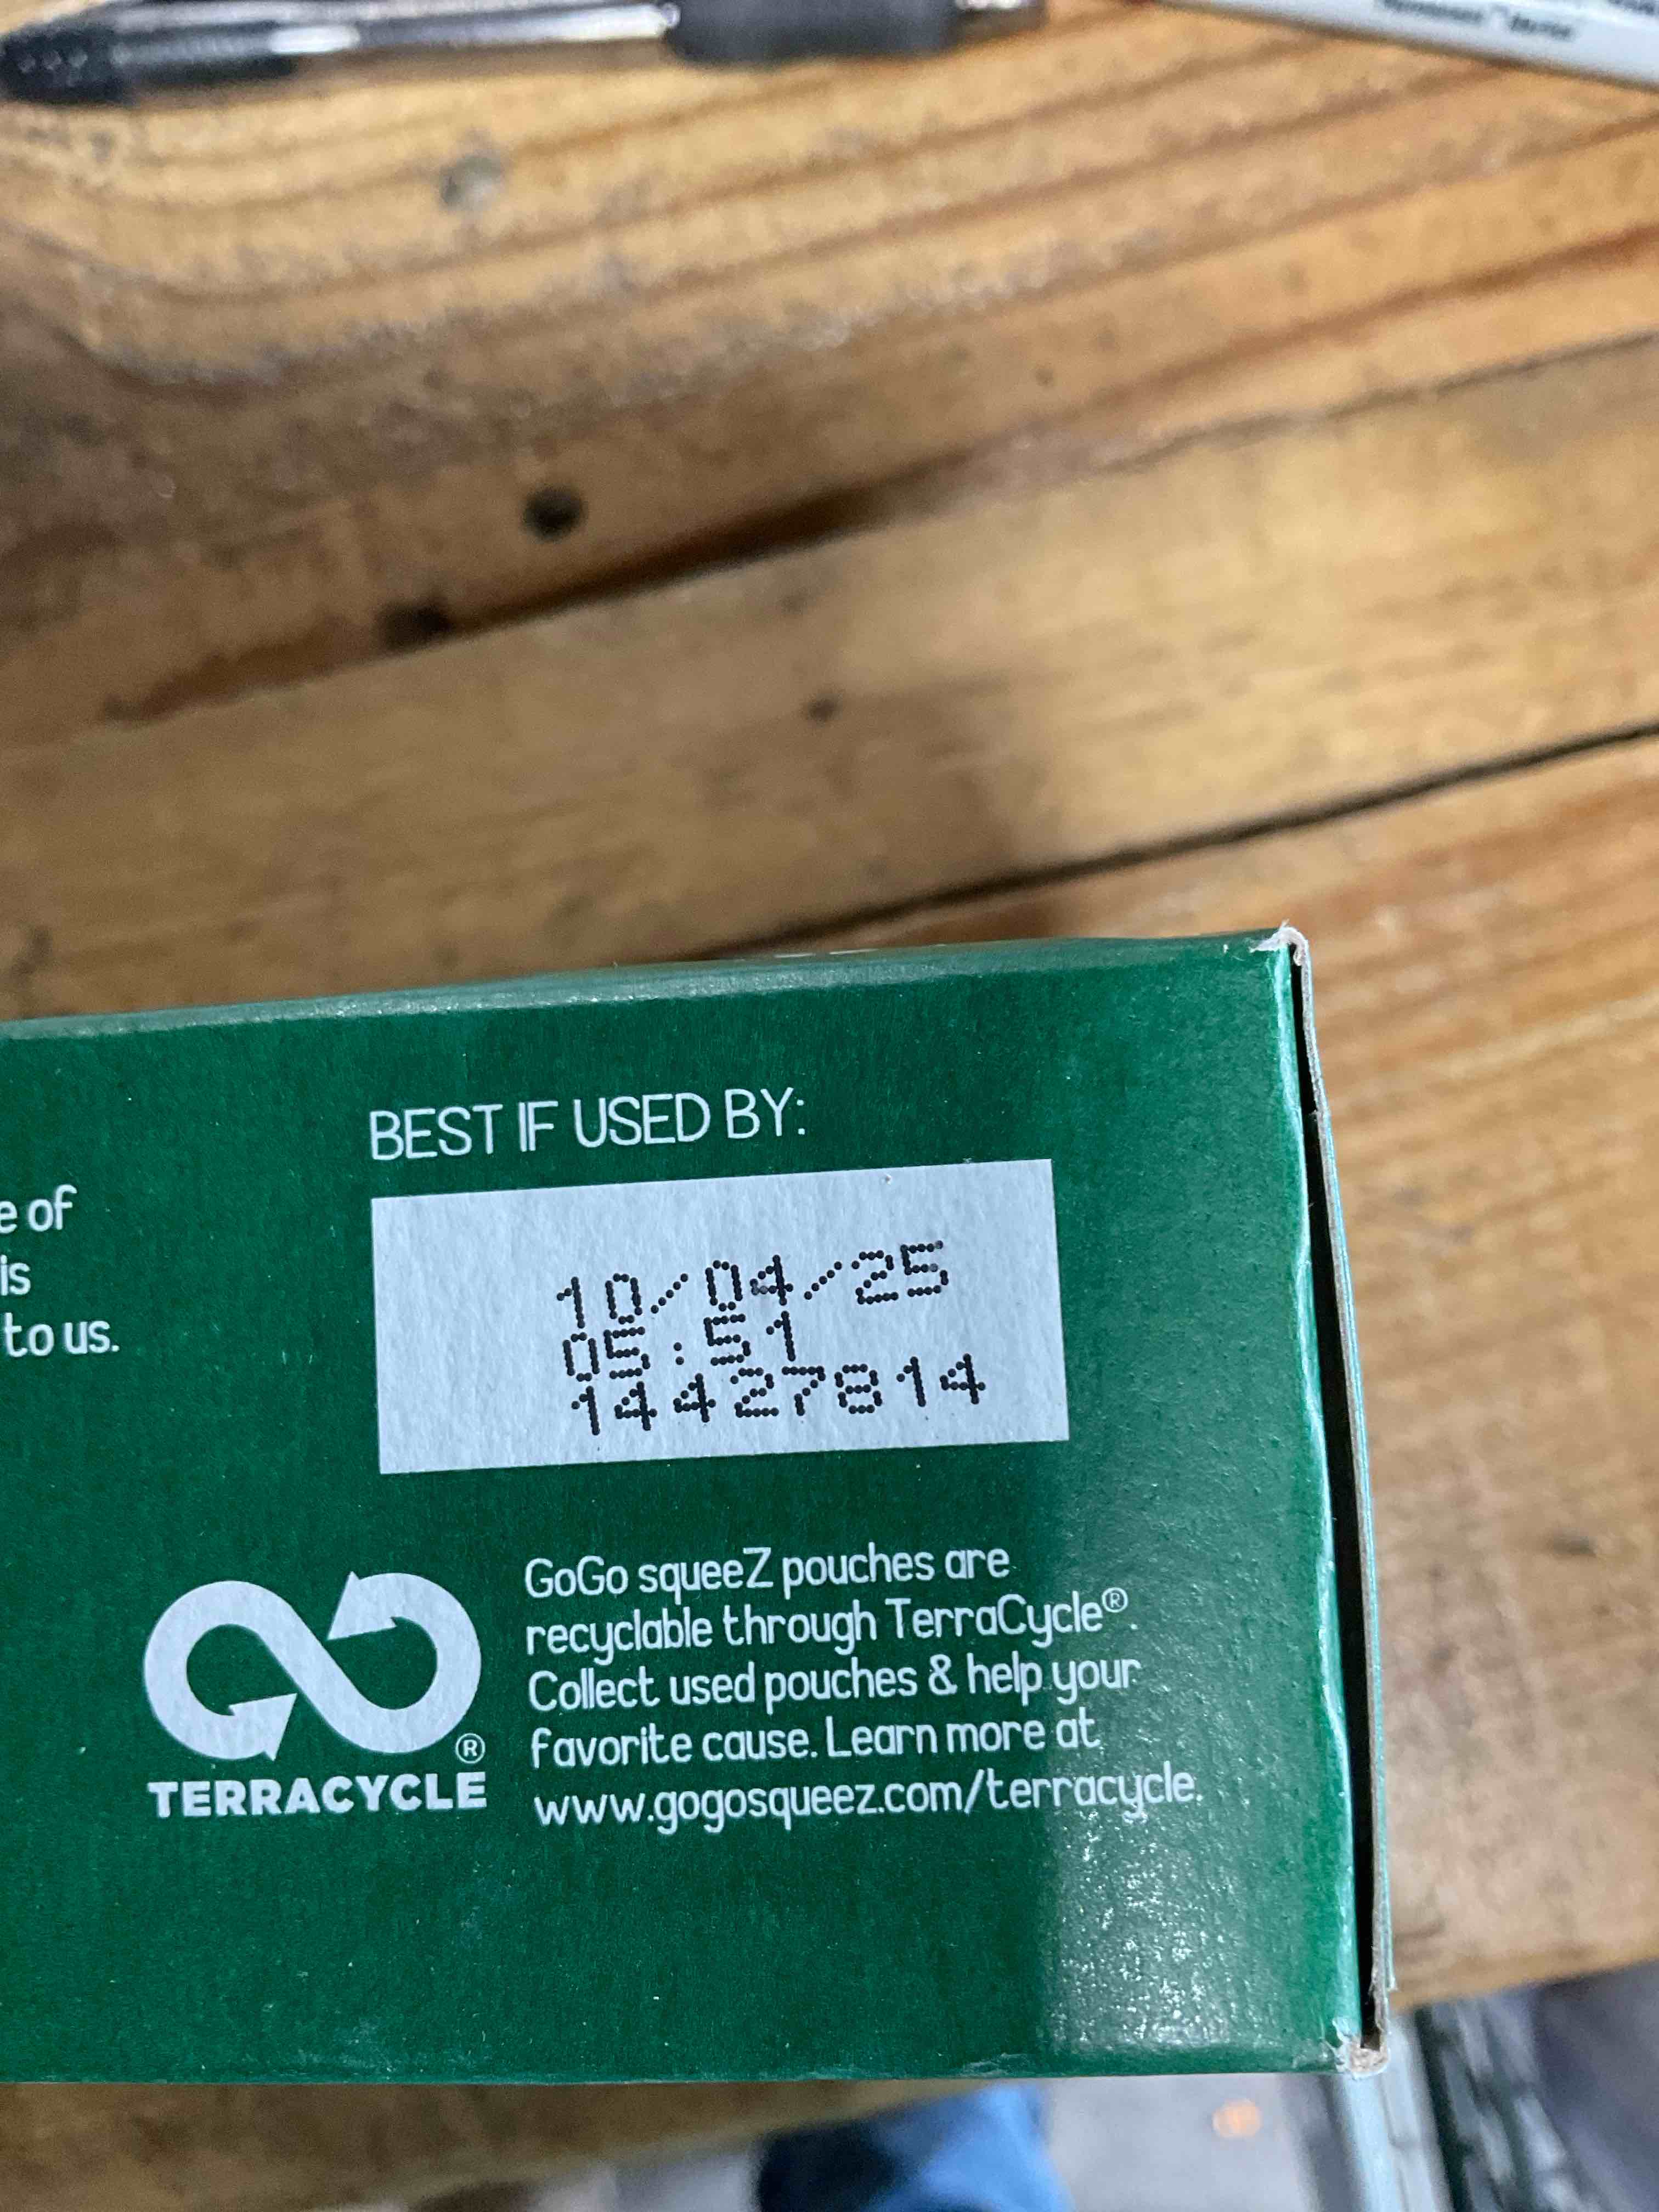 e of
is
to us.
BEST IF USED BY:
10/04/25
05:51
14427814
TERRACYCLE®
GoGo squeeZ pouches are
recyclable through TerraCycle®.
Collect used pouches & help your
favorite cause. Learn more at
www.gogosqueez.com/terracycle.